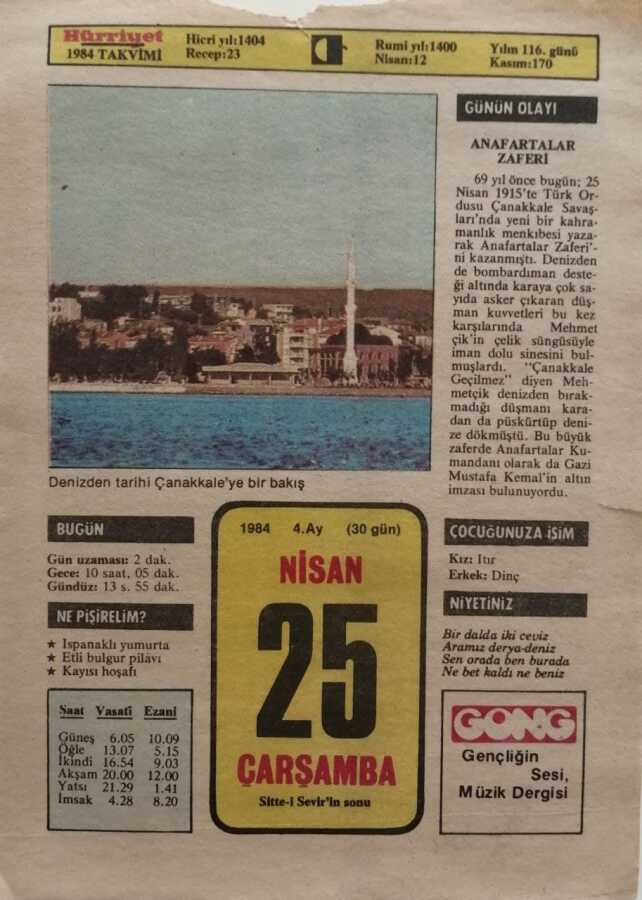 Hürriyet
1984 TAKVİMİ
Hicri yıl:1404
Recep:23
Rumi yıl:1400
Nisan:12
Yılın 116. günü
Kasım:170
GÜNÜN OLAYI
ANAFARTALAR
ZAFERİ
69 yıl önce bugün; 25
Nisan 1915'te Türk Or-
dusu Çanakkale Savaş-
ları'nda yeni bir kahra-
manlık menkıbesi yaza-
rak Anafartalar Zaferi'-
ni kazanmıştı. Denizden
de bombardıman deste-
ği altında karaya çok sa-
yıda asker çıkaran düş-
man kuvvetleri bu kez
karşılarında Mehmet
çik'in çelik süngüsüyle
iman dolu sinesini bul-
muşlardı. "Çanakkale
Geçilmez" diyen Meh-
metçik denizden bırak-
madığı düşmanı kara-
dan da püskürtüp deni-
ze dökmüştü. Bu büyük
zaferde Anafartalar Ku-
mandanı olarak da Gazi
Mustafa Kemal'in altın
imzası bulunuyordu.
Denizden tarihi Çanakkale'ye bir bakış
BUGÜN
Gün uzaması: 2 dak.
Gece: 10 saat, 05 dak.
Gündüz: 13 s. 55 dak.
NE PİŞİRELİM?
★ Ispanaklı yumurta
★ Etli bulgur pilâvı
★ Kayısı hoşafı
Saat Vasati Ezani
Güneş 6.05 10.09
Öğle 13.07 5.15
İkindi 16.54 9.03
Akşam 20.00 12.00
Yatsı 21.29 1.41
İmsak 4.28 8.20
1984 4.Ay (30 gün)
NİSAN
25
ÇARŞAMBA
Sitte-i Sevir'in sonu
ÇOCUĞUNUZA İSİM
Kız: Itır
Erkek: Dinç
NİYETİNİZ
Bir dalda iki ceviz
Aramız derya-deniz
Sen orada ben burada
Ne bet kaldı ne beniz
GONG
Gençliğin
Sesi,
Müzik Dergisi